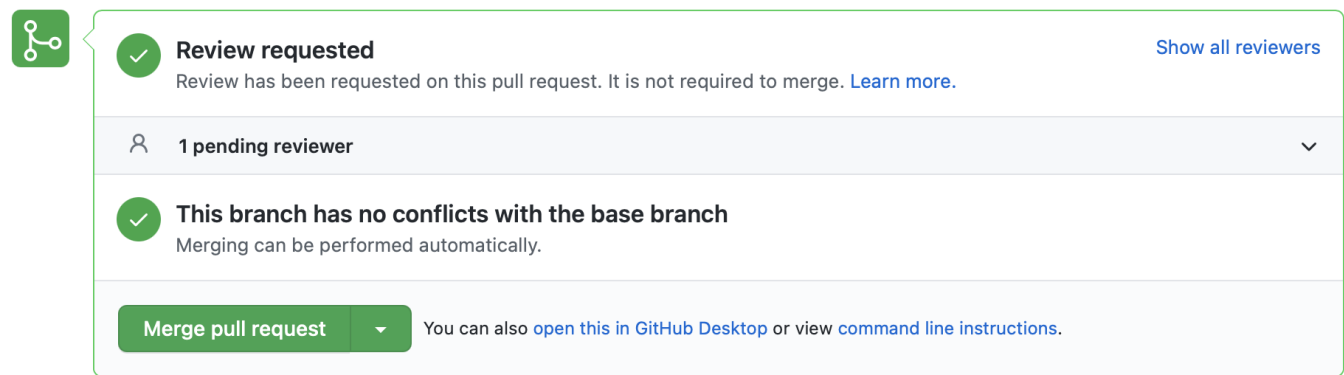 Review requested
Show all reviewers
Review has been requested on this pull request. It is not required to merge. Learn more.
1 pending reviewer
This branch has no conflicts with the base branch
Merging can be performed automatically.
Merge pull request
You can also open this in GitHub Desktop or view command line instructions.